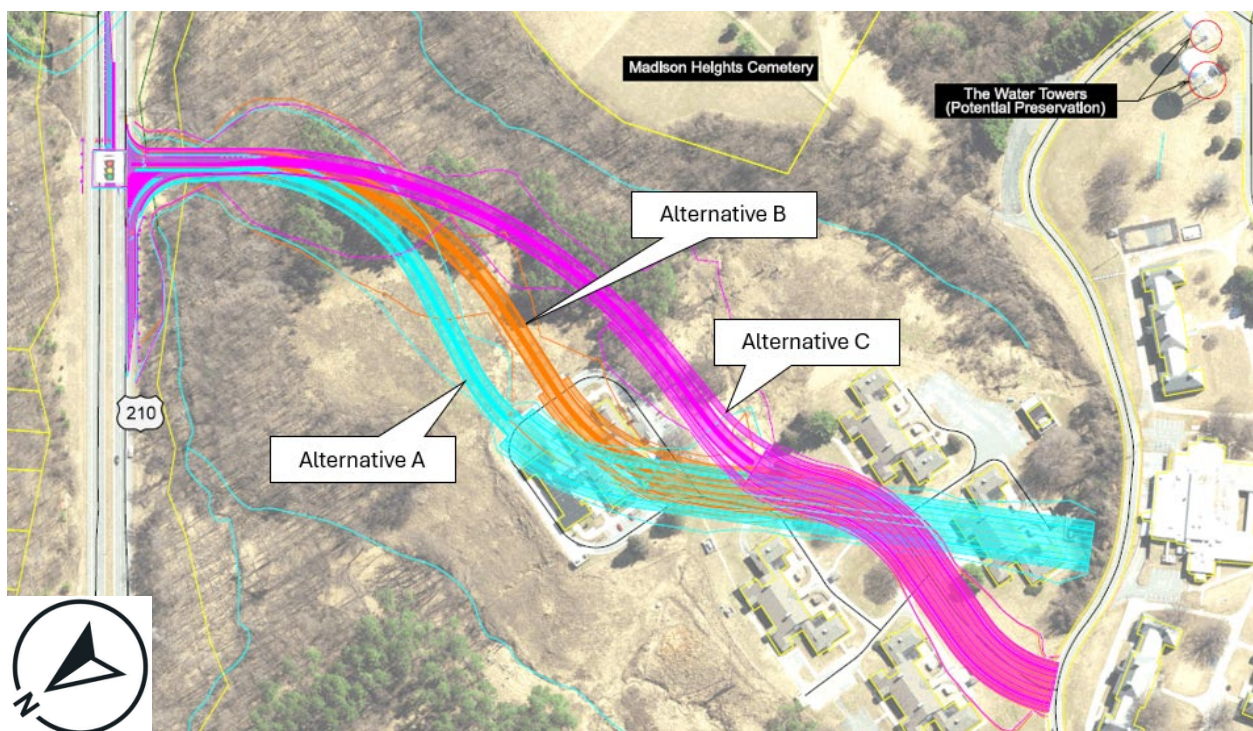 Madison Heights Cemetery
The Water Towers
(Potential Preservation)
Alternative B
Alternative C
210
Alternative A
N